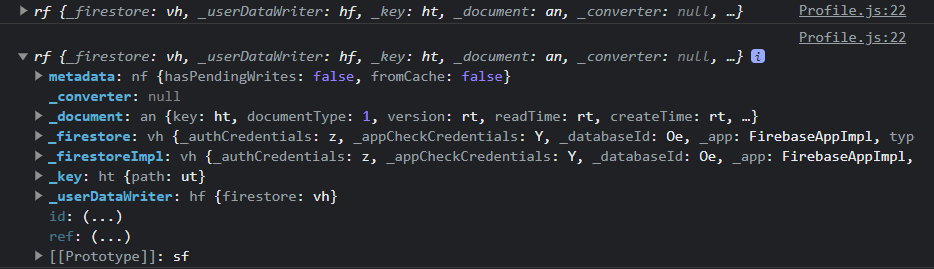 rf {_firestore: vh, _userDataWriter: hf, _key: ht, _document: an, _converter: null, …} Profile.js:22
Profile.js:22
rf {_firestore: vh, _userDataWriter: hf, _key: ht, _document: an, _converter: null, …} i
metadata: nf {hasPendingWrites: false, fromCache: false}
_converter: null
_document: an {key: ht, documentType: 1, version: rt, readTime: rt, createTime: rt, …}
_firestore: vh {_authCredentials: z, _appCheckCredentials: Y, _databaseId: Oe, _app: FirebaseAppImpl, typ
_firestoreImpl: vh {_authCredentials: z, _appCheckCredentials: Y, _databaseId: Oe, _app: FirebaseAppImpl,
_key: ht {path: ut}
_userDataWriter: hf {firestore: vh}
id: (...)
ref: (...)
[[Prototype]]: sf